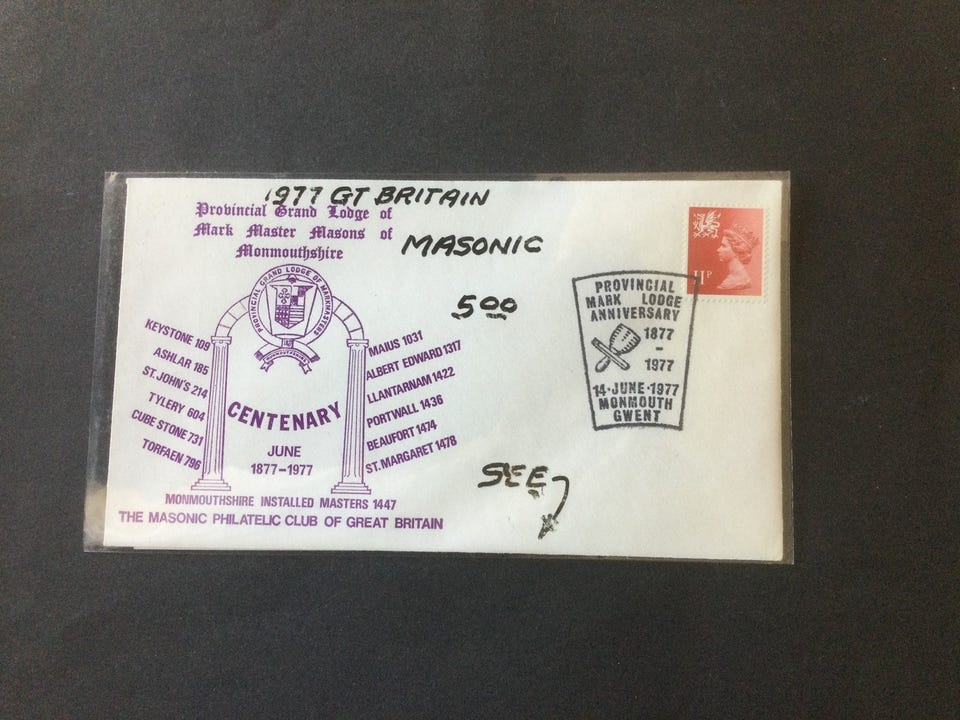 1977 GT BRITAIN
Provincial Grand Lodge of
Mark Master Masons of
Monmouthshire
MASONIC
5.00
11P
PROVINCIAL GRAND LODGE OF MARKMASTERS
MONMOUTHSHIRE
KEYSTONE 109
ASHLAR 185
ST. JOHN'S 214
TYLERY 604
CUBE STONE 731
TORFAEN 796
MAIUS 1031
ALBERT EDWARD 1317
LLANTARNAM 1422
PORTWALL 1436
BEAUFORT 1474
ST. MARGARET 1478
CENTENARY
JUNE
1877-1977
MONMOUTHSHIRE INSTALLED MASTERS 1447
THE MASONIC PHILATELIC CLUB OF GREAT BRITAIN
PROVINCIAL
MARK LODGE
ANNIVERSARY
1877
-
1977
14·JUNE·1977
MONMOUTH
GWENT
SEE